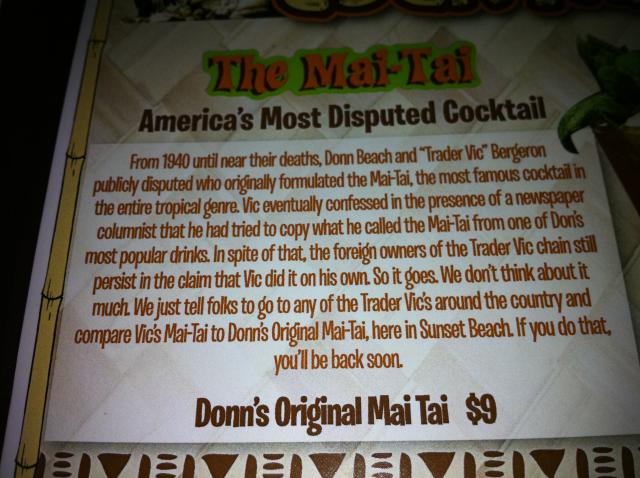 The Mai-Tai
America's Most Disputed Cocktail
From 1940 until near their deaths, Donn Beach and "Trader Vic" Bergeron
publicly disputed who originally formulated the Mai-Tai, the most famous cocktail in
the entire tropical genre. Vic eventually confessed in the presence of a newspaper
columnist that he had tried to copy what he called the Mai-Tai from one of Don's
most popular drinks. In spite of that, the foreign owners of the Trader Vic chain still
persist in the claim that Vic did it on his own. So it goes. We don't think about it
much. We just tell folks to go to any of the Trader Vic's around the country and
compare Vic's Mai-Tai to Donn's Original Mai-Tai, here in Sunset Beach. If you do that,
you'll be back soon.
Donn's Original Mai Tai $9